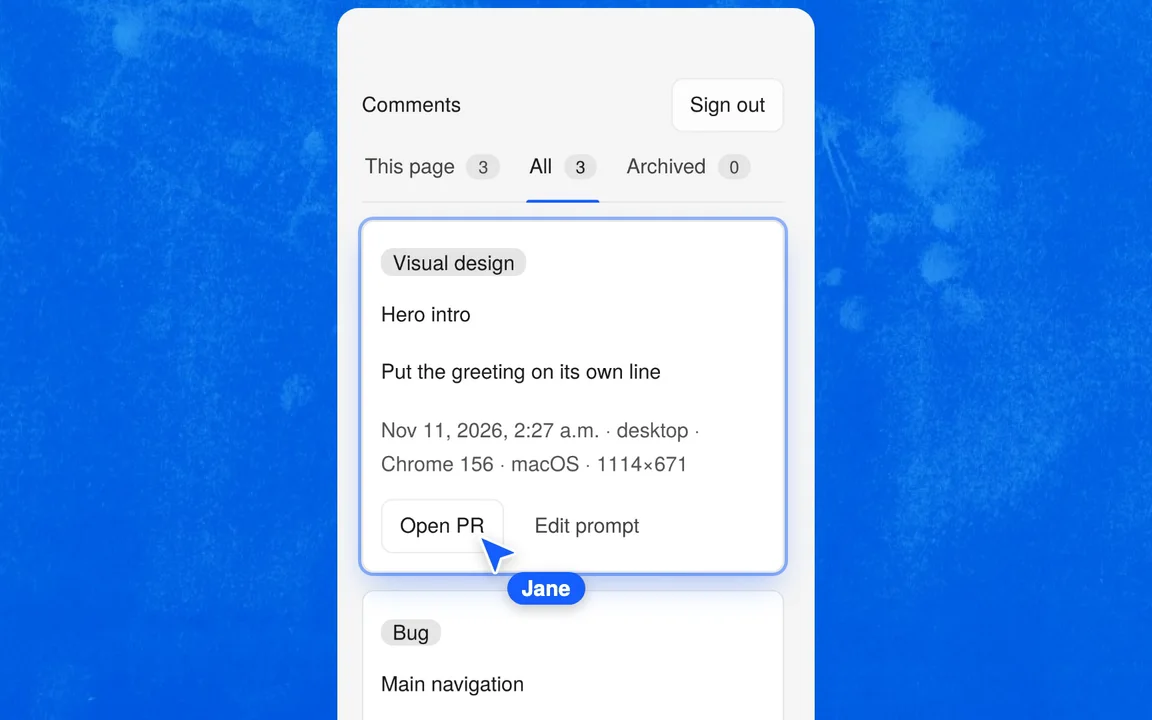 Comments
Sign out
This page 3 All 3 Archived 0
Visual design
Hero intro
Put the greeting on its own line
Nov 11, 2026, 2:27 a.m. · desktop ·
Chrome 156 · macOS · 1114×671
Open PR Edit prompt
Jane
Bug
Main navigation